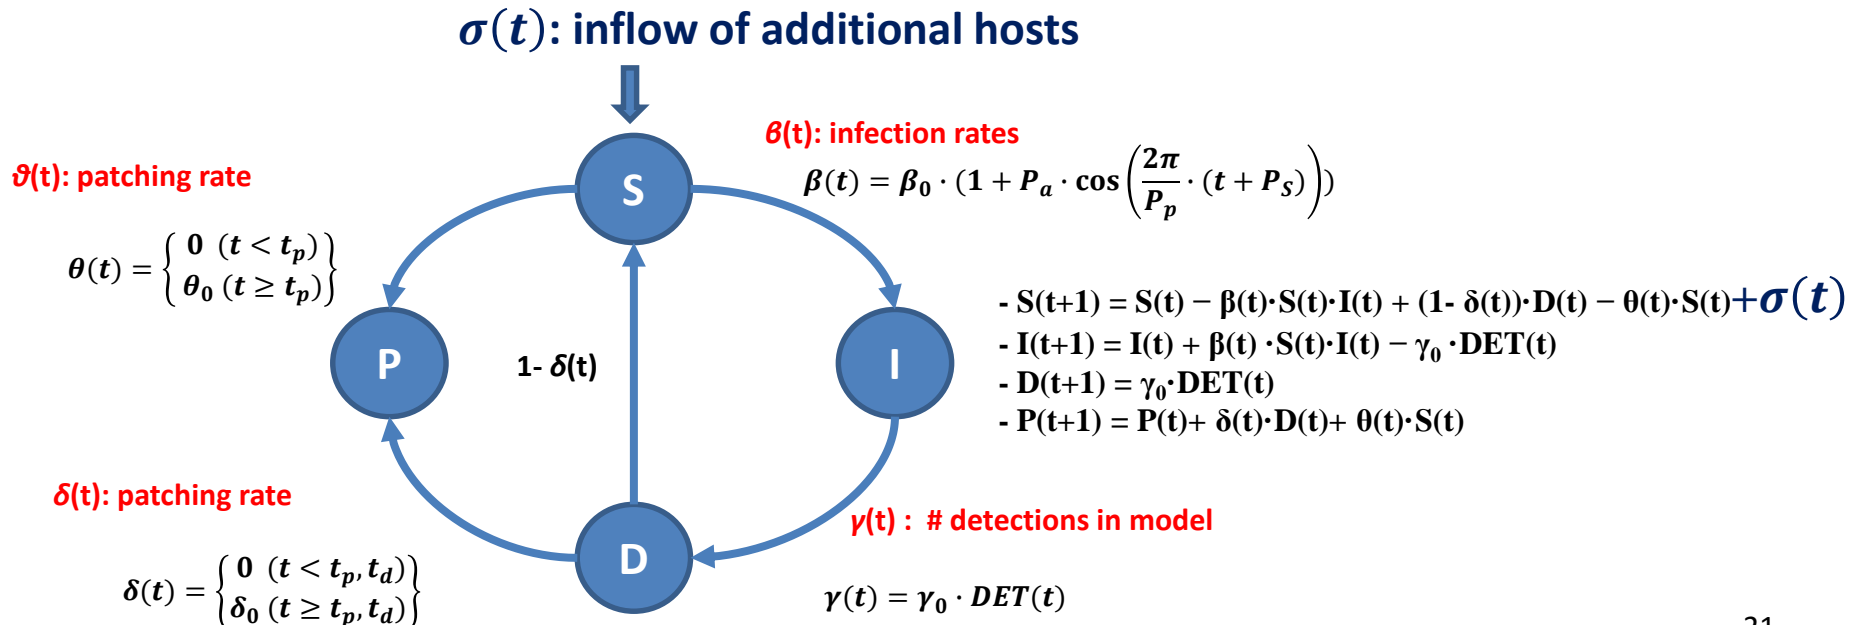 σ(t): inflow of additional hosts
β(t): infection rates
β(t) = β₀ · (1 + Pₐ · cos(2π/Pₚ · (t + P_S)))
ϑ(t): patching rate
θ(t) = { 0 (t < tₚ)
θ₀ (t ≥ tₚ) }
S
P
I
D
1- δ(t)
- S(t+1) = S(t) − β(t)·S(t)·I(t) + (1- δ(t))·D(t) − θ(t)·S(t)+σ(t)
- I(t+1) = I(t) + β(t) ·S(t)·I(t) − γ₀ ·DET(t)
- D(t+1) = γ₀·DET(t)
- P(t+1) = P(t)+ δ(t)·D(t)+ θ(t)·S(t)
δ(t): patching rate
δ(t) = { 0 (t < tₚ, t_d)
δ₀ (t ≥ tₚ, t_d) }
γ(t) : # detections in model
γ(t) = γ₀ · DET(t)